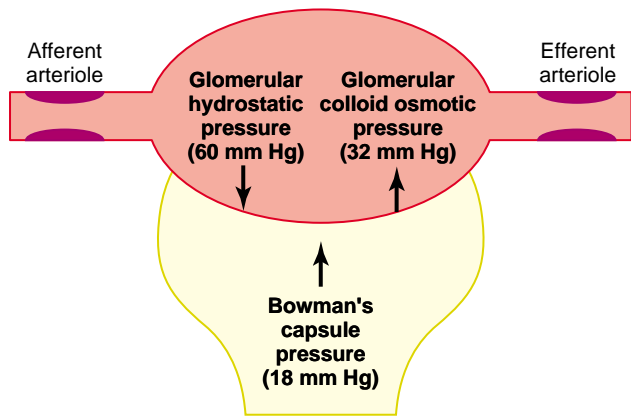 Afferent
arteriole
Efferent
arteriole
Glomerular
hydrostatic
pressure
(60 mm Hg)
Glomerular
colloid osmotic
pressure
(32 mm Hg)
Bowman's
capsule
pressure
(18 mm Hg)